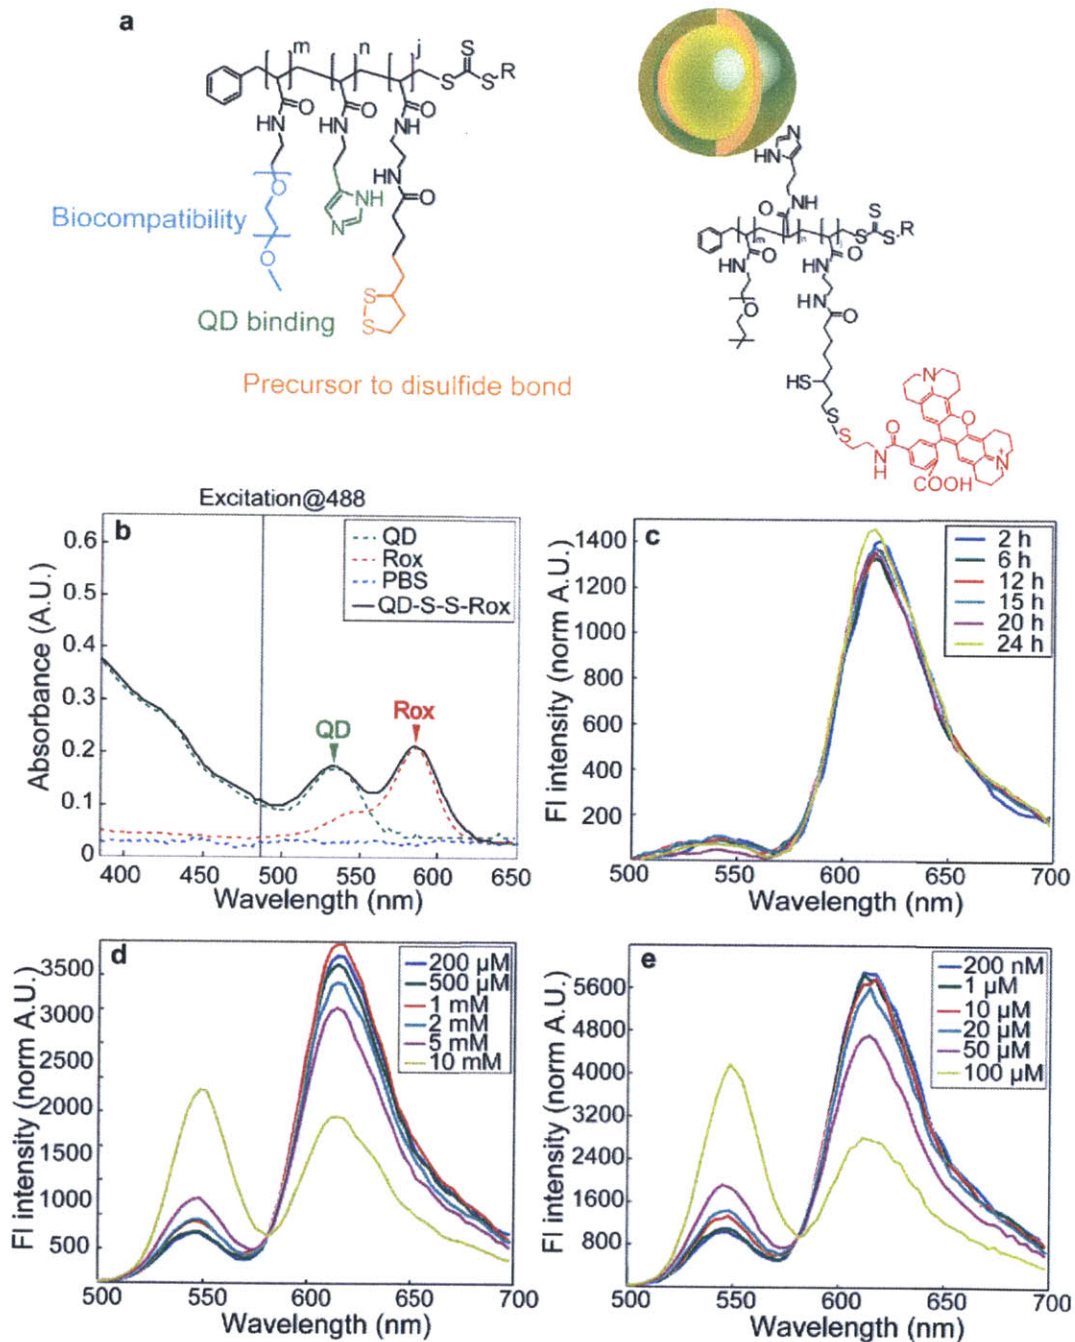 a
m n j
S
S S R
O O O
HN HN NH
HN
O
O
NH
N
O
S
S
Biocompatibility
QD binding
Precursor to disulfide bond
N
HN
NH
O
S
S S R
m n
HN O HN O
O
HN
O
HS
S
S
N
H
O
N
O
N+
COOH
Excitation@488
b
QD
Rox
PBS
QD-S-S-Rox
QD
Rox
0.6
0.5
0.4
0.3
0.2
0.1
0
Absorbance (A.U.)
400 450 500 550 600 650
Wavelength (nm)
c
2 h
6 h
12 h
15 h
20 h
24 h
1400
1200
1000
800
600
400
200
FI intensity (norm A.U.)
500 550 600 650 700
Wavelength (nm)
d
200 µM
500 µM
1 mM
2 mM
5 mM
10 mM
3500
3000
2500
2000
1500
1000
500
FI intensity (norm A.U.)
500 550 600 650 700
Wavelength (nm)
e
200 nM
1 µM
10 µM
20 µM
50 µM
100 µM
5600
4800
4000
3200
2400
1600
800
FI intensity (norm A.U.)
500 550 600 650 700
Wavelength (nm)